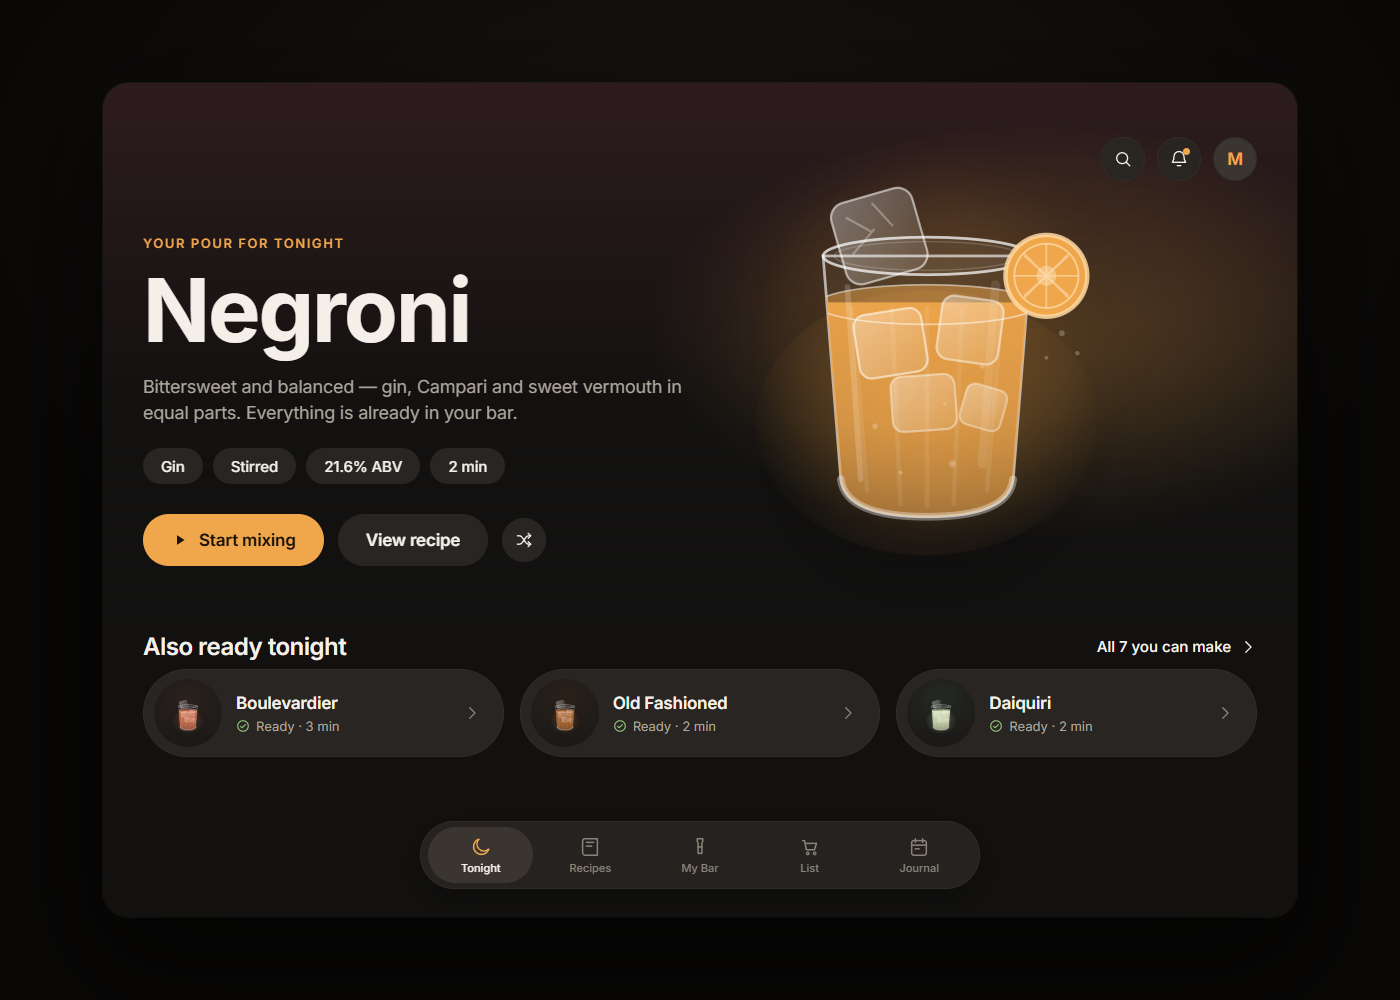 M
YOUR POUR FOR TONIGHT
Negroni
Bittersweet and balanced — gin, Campari and sweet vermouth in
equal parts. Everything is already in your bar.
Gin
Stirred
21.6% ABV
2 min
Start mixing
View recipe
Also ready tonight
All 7 you can make
Boulevardier
Ready · 3 min
Old Fashioned
Ready · 2 min
Daiquiri
Ready · 2 min
Tonight
Recipes
My Bar
List
Journal